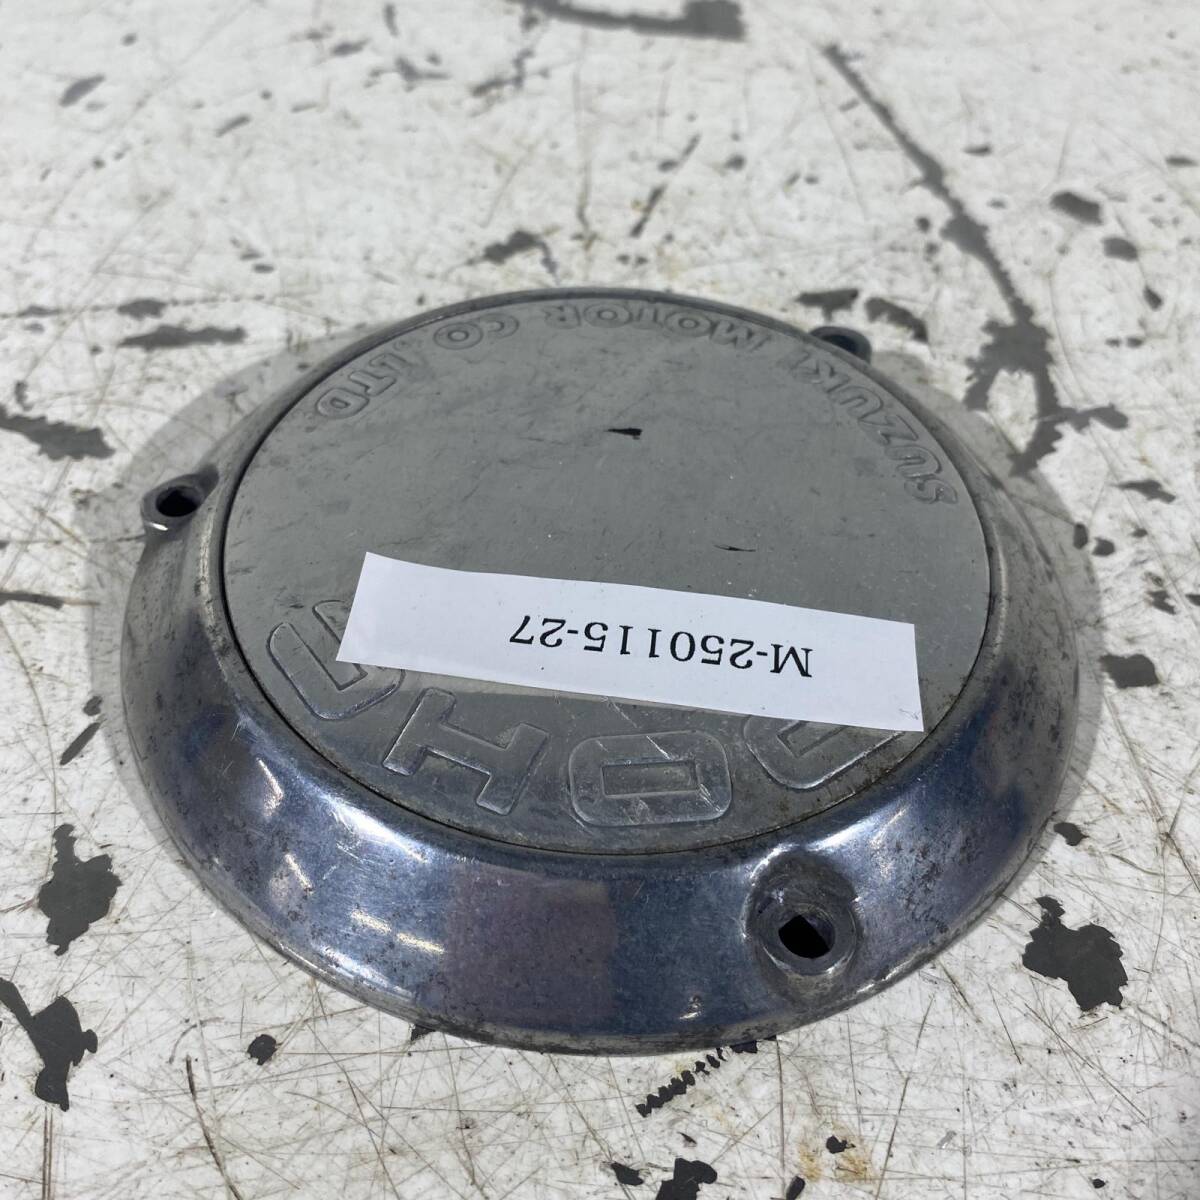 DOHC
M-250115-27
SUZUKI MOTOR CO .LTD